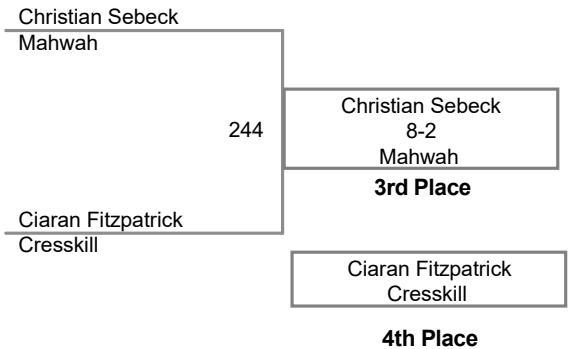 Christian Sebeck
Mahwah
244
Christian Sebeck
8-2
Mahwah
3rd Place
Ciaran Fitzpatrick
Cresskill
Ciaran Fitzpatrick
Cresskill
4th Place